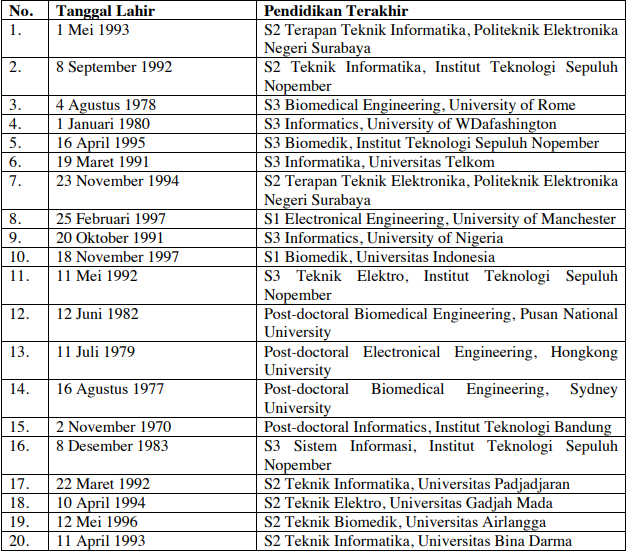 No. Tanggal Lahir Pendidikan Terakhir
1. 1 Mei 1993 S2 Terapan Teknik Informatika, Politeknik Elektronika
Negeri Surabaya
2. 8 September 1992 S2 Teknik Informatika, Institut Teknologi Sepuluh
Nopember
3. 4 Agustus 1978 S3 Biomedical Engineering, University of Rome
4. 1 Januari 1980 S3 Informatics, University of WDafashington
5. 16 April 1995 S3 Biomedik, Institut Teknologi Sepuluh Nopember
6. 19 Maret 1991 S3 Informatika, Universitas Telkom
7. 23 November 1994 S2 Terapan Teknik Elektronika, Politeknik Elektronika
Negeri Surabaya
8. 25 Februari 1997 S1 Electronical Engineering, University of Manchester
9. 20 Oktober 1991 S3 Informatics, University of Nigeria
10. 18 November 1997 S1 Biomedik, Universitas Indonesia
11. 11 Mei 1992 S3 Teknik Elektro, Institut Teknologi Sepuluh
Nopember
12. 12 Juni 1982 Post-doctoral Biomedical Engineering, Pusan National
University
13. 11 Juli 1979 Post-doctoral Electronical Engineering, Hongkong
University
14. 16 Agustus 1977 Post-doctoral Biomedical Engineering, Sydney
University
15. 2 November 1970 Post-doctoral Informatics, Institut Teknologi Bandung
16. 8 Desember 1983 S3 Sistem Informasi, Institut Teknologi Sepuluh
Nopember
17. 22 Maret 1992 S2 Teknik Informatika, Universitas Padjadjaran
18. 10 April 1994 S2 Teknik Elektro, Universitas Gadjah Mada
19. 12 Mei 1996 S2 Teknik Biomedik, Universitas Airlangga
20. 11 April 1993 S2 Teknik Informatika, Universitas Bina Darma